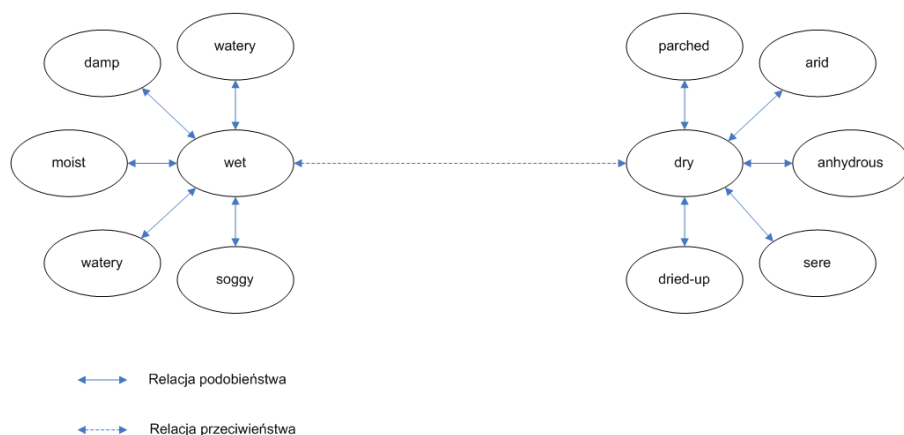 watery
damp
moist
wet
watery
soggy
parched
arid
dry
anhydrous
dried-up
sere
Relacja podobieństwa
Relacja przeciwieństwa